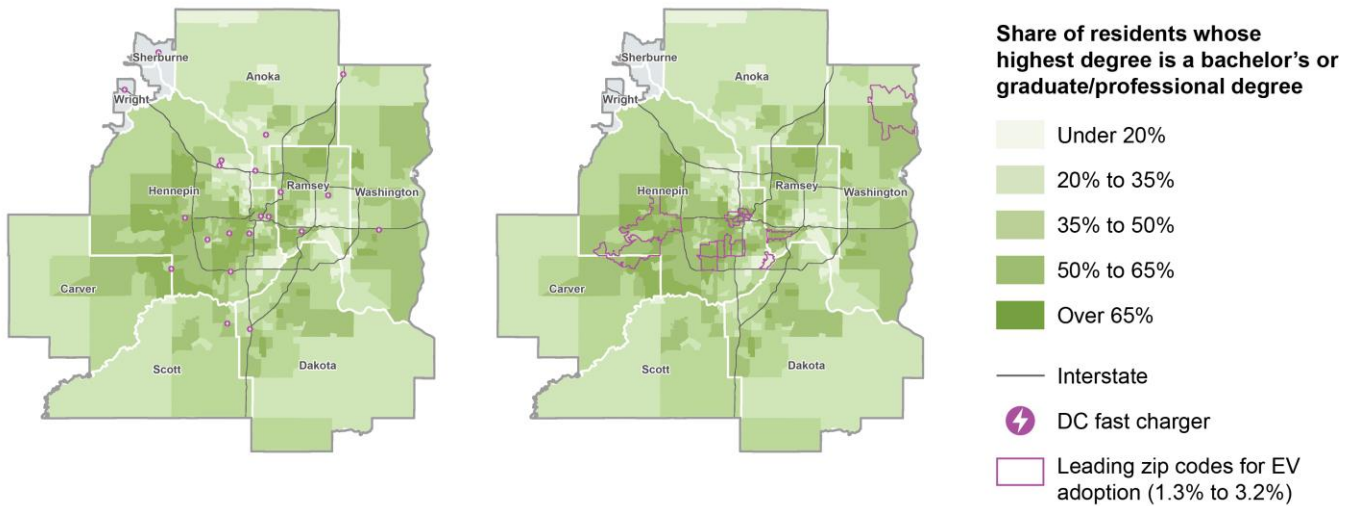 Sherburne
Anoka
Wright
Hennepin
Ramsey
Washington
Carver
Scott
Dakota
Sherburne
Anoka
Wright
Hennepin
Ramsey
Washington
Carver
Scott
Dakota
Share of residents whose
highest degree is a bachelor’s or
graduate/professional degree
Under 20%
20% to 35%
35% to 50%
50% to 65%
Over 65%
Interstate
DC fast charger
Leading zip codes for EV
adoption (1.3% to 3.2%)